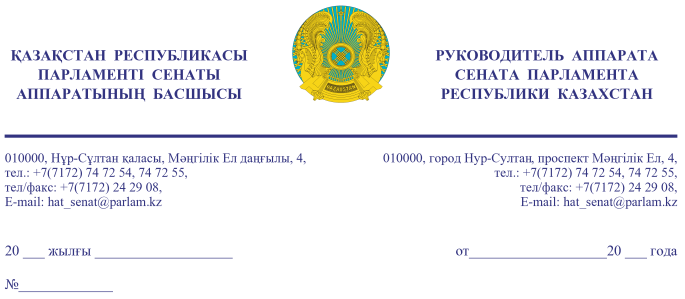 ҚАЗАҚСТАН РЕСПУБЛИКАСЫ
ПАРЛАМЕНТІ СЕНАТЫ
АППАРАТЫНЫҢ БАСШЫСЫ
ҚАZАQSTAN
РУКОВОДИТЕЛЬ АППАРАТА
СЕНАТА ПАРЛАМЕНТА
РЕСПУБЛИКИ КАЗАХСТАН
010000, Нұр-Сұлтан қаласы, Мәңгілік Ел даңғылы, 4,
тел.: +7(7172) 74 72 54, 74 72 55,
тел/факс: +7(7172) 24 29 08,
E-mail: hat_senat@parlam.kz
010000, город Нур-Султан, проспект Мәңгілік Ел, 4,
тел.: +7(7172) 74 72 54, 74 72 55,
тел/факс: +7(7172) 24 29 08,
E-mail: hat_senat@parlam.kz
20 ___ жылғы ___________________
от___________________20 ___ года
№_____________